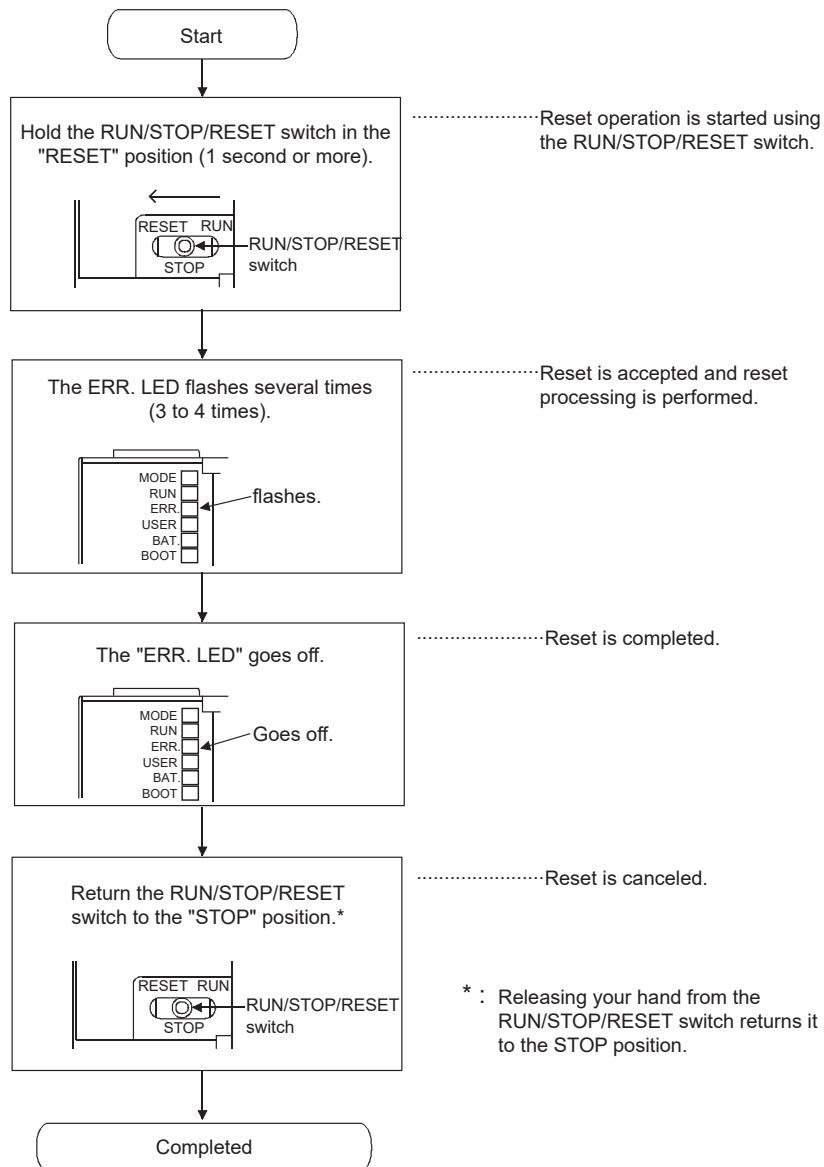 Start
Hold the RUN/STOP/RESET switch in the
"RESET" position (1 second or more).
Reset operation is started using
the RUN/STOP/RESET switch.
RESET RUN
RUN/STOP/RESET
switch
STOP
The ERR. LED flashes several times
(3 to 4 times).
Reset is accepted and reset
processing is performed.
MODE
RUN
ERR.
flashes.
USER
BAT.
BOOT
The "ERR. LED" goes off.
Reset is completed.
MODE
RUN
ERR.
Goes off.
USER
BAT.
BOOT
Return the RUN/STOP/RESET
switch to the "STOP" position.*
Reset is canceled.
RESET RUN
RUN/STOP/RESET
switch
STOP
* : Releasing your hand from the
RUN/STOP/RESET switch returns it
to the STOP position.
Completed